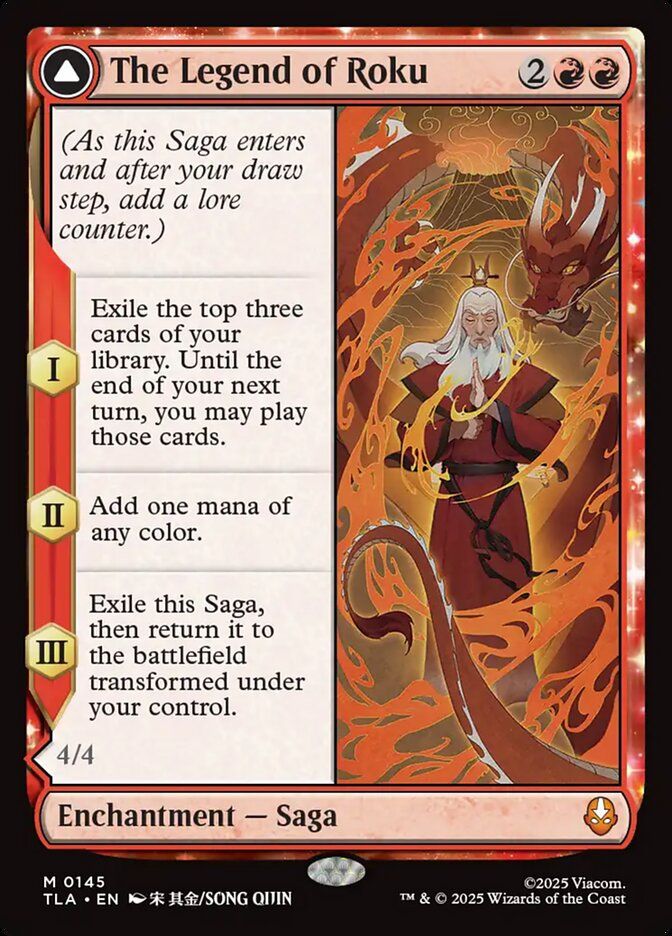 The Legend of Roku
2
(As this Saga enters
and after your draw
step, add a lore
counter.)
I
Exile the top three
cards of your
library. Until the
end of your next
turn, you may play
those cards.
II
Add one mana of
any color.
III
Exile this Saga,
then return it to
the battlefield
transformed under
your control.
4/4
Enchantment — Saga
M 0145
TLA • EN 宋 其金/SONG QIJIN
©2025 Viacom.
™ & © 2025 Wizards of the Coast